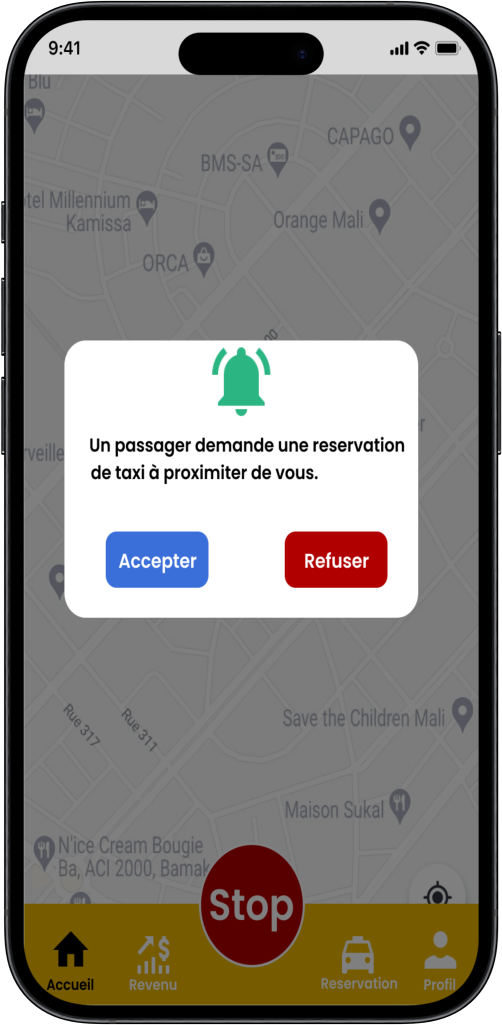 9:41
Blu
CAPAGO
BMS-SA
tel Millennium
Kamissa
Orange Mali
ORCA
00
Un passager demande une reservation
de taxi à proximiter de vous.
Accepter
Refuser
Rue 317
Rue 311
Save the Children Mali
Maison Sukal
N'ice Cream Bougie
Ba, ACI 2000, Bamak
Stop
Accueil
Revenu
Reservation
Profil